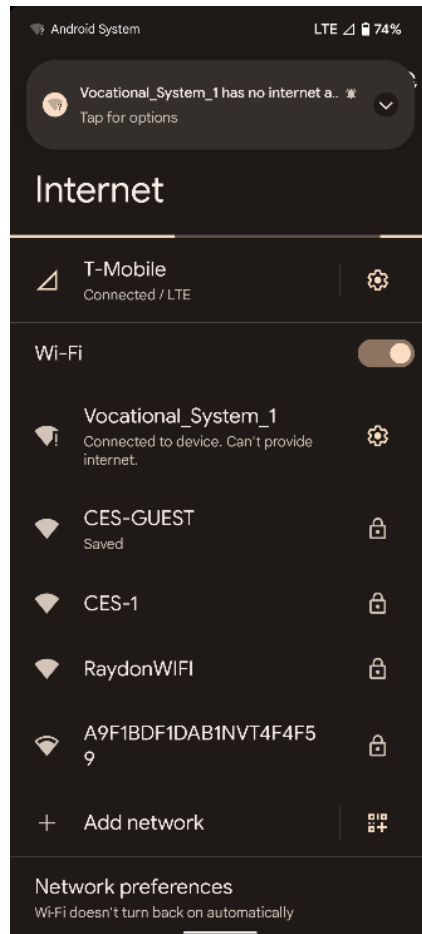 Android System
LTE 74%
Vocational_System_1 has no internet a..
Tap for options
Internet
T-Mobile
Connected / LTE
Wi-Fi
Vocational_System_1
Connected to device. Can't provide
internet.
CES-GUEST
Saved
CES-1
RaydonWIFI
A9F1BDF1DAB1NVT4F4F5
9
Add network
Network preferences
Wi-Fi doesn't turn back on automatically